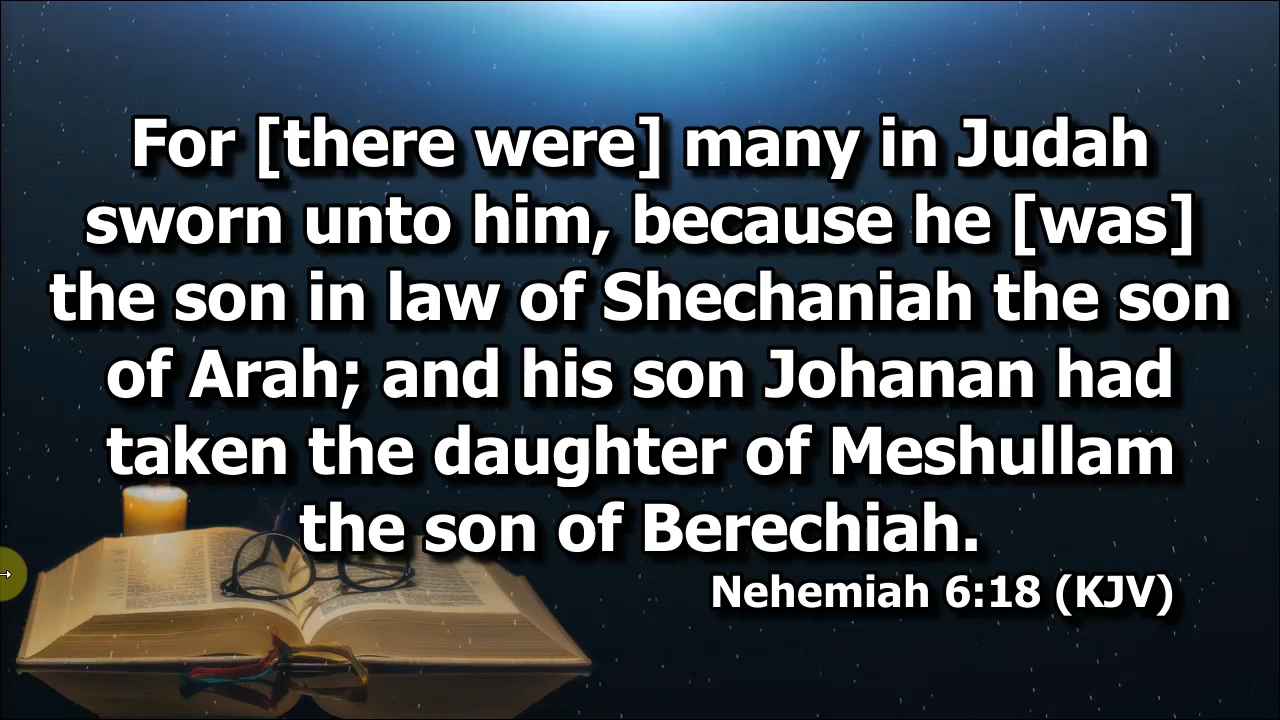 For [there were] many in Judah
sworn unto him, because he [was]
the son in law of Shechaniah the son
of Arah; and his son Johanan had
taken the daughter of Meshullam
the son of Berechiah.
Nehemiah 6:18 (KJV)